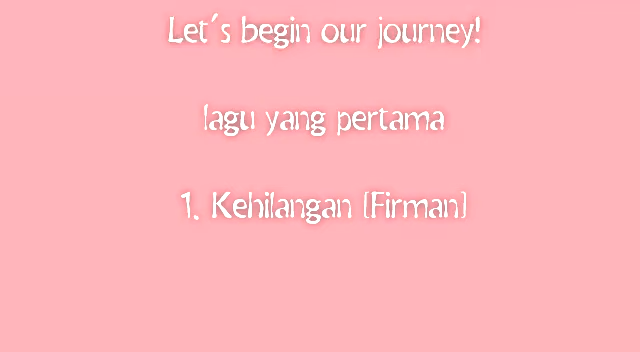 Let's begin our journey!
lagu yang pertama
1. Kehilangan [Firman]